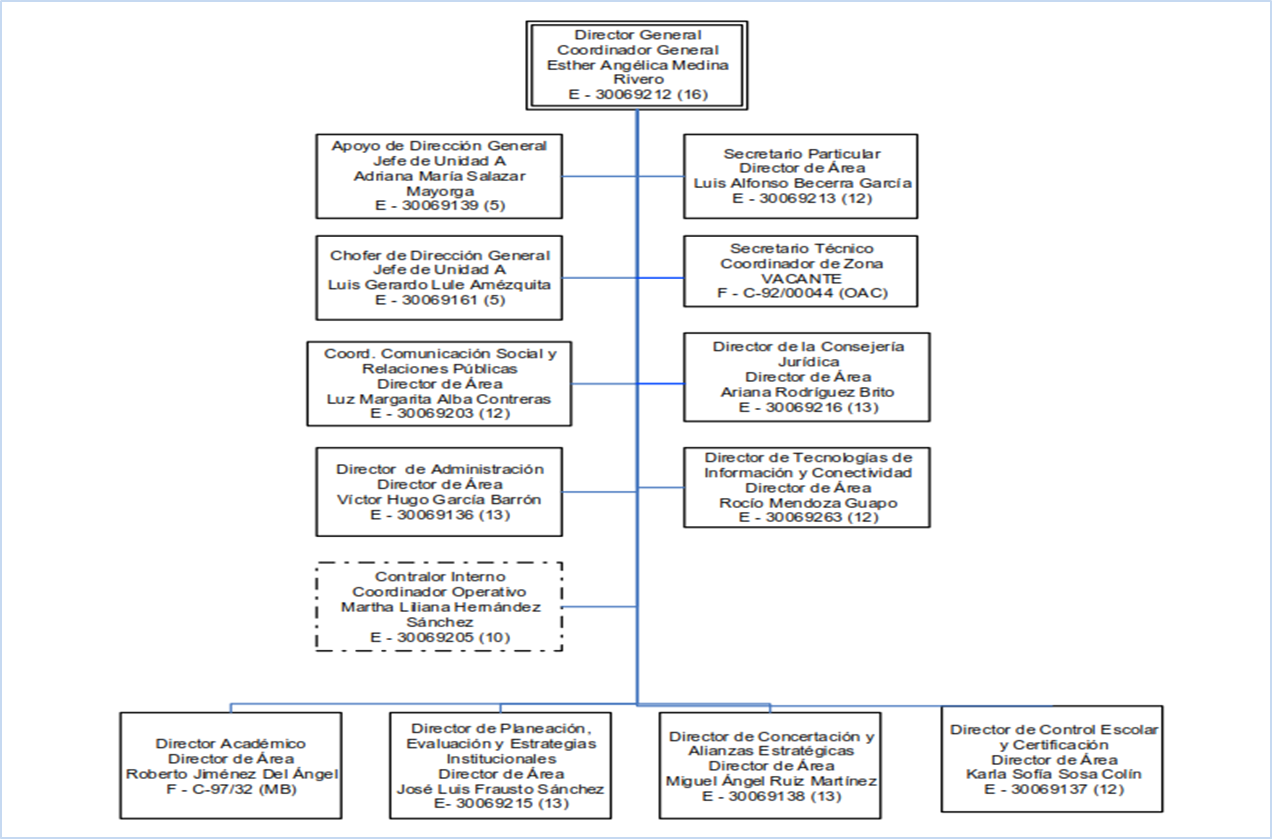 Director General
Coordinador General
Esther Angélica Medina
Rivero
E - 30069212 (16)
Apoyo de Dirección General
Jefe de Unidad A
Adriana María Salazar
Mayorga
E - 30069139 (5)
Secretario Particular
Director de Área
Luis Alfonso Becerra García
E - 30069213 (12)
Chofer de Dirección General
Jefe de Unidad A
Luis Gerardo Lule Amézquita
E - 30069161 (5)
Secretario Técnico
Coordinador de Zona
VACANTE
F - C-92/00044 (OAC)
Coord. Comunicación Social y
Relaciones Públicas
Director de Área
Luz Margarita Alba Contreras
E - 30069203 (12)
Director de la Consejería
Jurídica
Director de Área
Ariana Rodríguez Brito
E - 30069216 (13)
Director de Administración
Director de Área
Víctor Hugo García Barrón
E - 30069136 (13)
Director de Tecnologías de
Información y Conectividad
Director de Área
Rocío Mendoza Guapo
E - 30069263 (12)
Contralor Interno
Coordinador Operativo
Martha Liliana Hernández
Sánchez
E - 30069205 (10)
Director Académico
Director de Área
Roberto Jiménez Del Ángel
F - C-97/32 (MB)
Director de Planeación,
Evaluación y Estrategias
Institucionales
Director de Área
José Luis Frausto Sánchez
E- 30069215 (13)
Director de Concertación y
Alianzas Estratégicas
Director de Área
Miguel Ángel Ruiz Martínez
E - 30069138 (13)
Director de Control Escolar
y Certificación
Director de Área
Karla Sofía Sosa Colín
E - 30069137 (12)